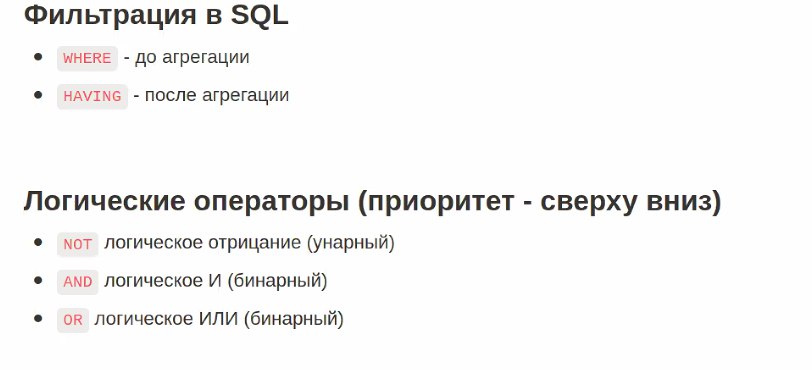 Фильтрация в SQL
WHERE - до агрегации
HAVING - после агрегации
Логические операторы (приоритет - сверху вниз)
NOT логическое отрицание (унарный)
AND логическое И (бинарный)
OR логическое ИЛИ (бинарный)